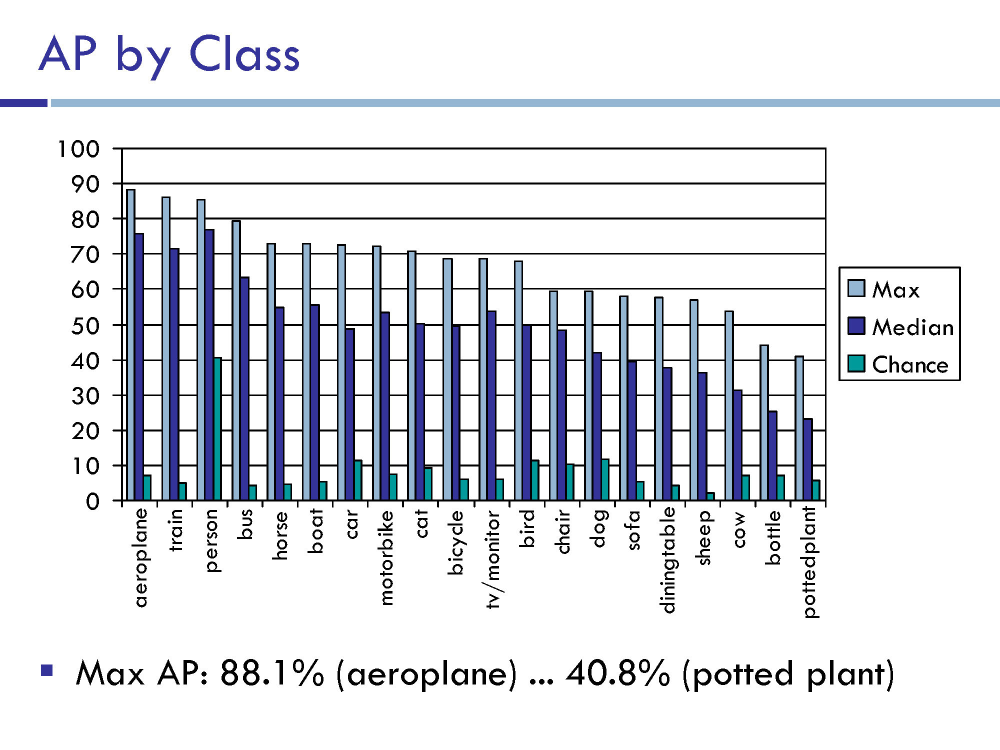 AP by Class
100
90
80
70
60
50
40
30
20
10
0
Max
Median
Chance
aeroplane
train
person
bus
horse
boat
car
motorbike
cat
bicycle
tv/monitor
bird
chair
dog
sofa
diningtable
sheep
cow
bottle
pottedplant
▪ Max AP: 88.1% (aeroplane) ... 40.8% (potted plant)